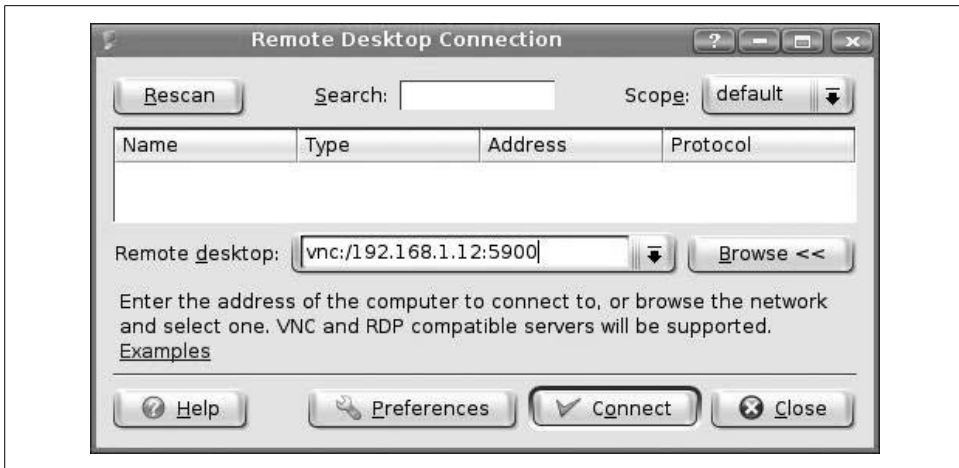 Remote Desktop Connection
Rescan Search: Scope: default
Name Type Address Protocol
Remote desktop: vnc:/192.168.1.12:5900 Browse <<
Enter the address of the computer to connect to, or browse the network
and select one. VNC and RDP compatible servers will be supported.
Examples
Help Preferences Connect Close